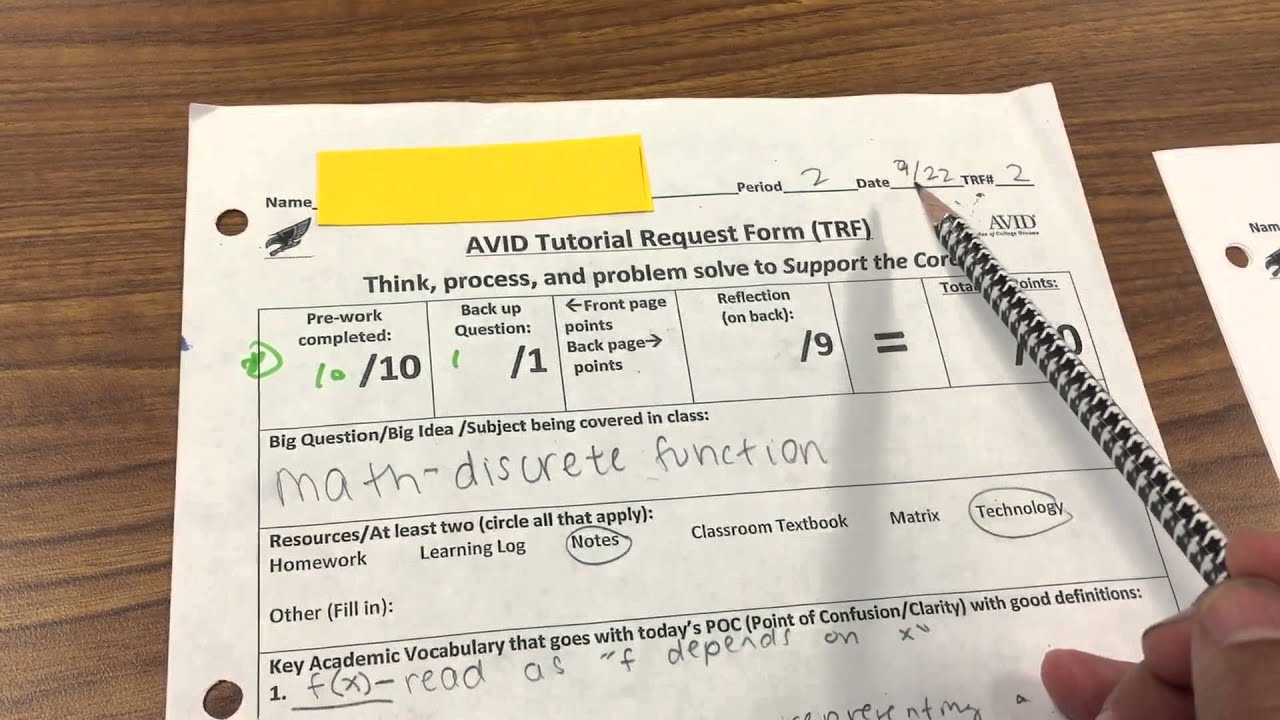 Name Period 2 Date 9/22 TRF# 2
AVID
AVID Tutorial Request Form (TRF)
Think, process, and problem solve to Support the
Pre-work completed: 10/10
Back up Question: 1 /1
←Front page points
Back page→ points
Reflection (on back): /9
=
Points:
Big Question/Big Idea /Subject being covered in class:
math-discrete function
Resources/At least two (circle all that apply):
Homework Learning Log Notes Classroom Textbook Matrix Technology
Other (Fill in):
Key Academic Vocabulary that goes with today's POC (Point of Confusion/Clarity) with good definitions:
1. f(x)-read as "f depends on x"
a